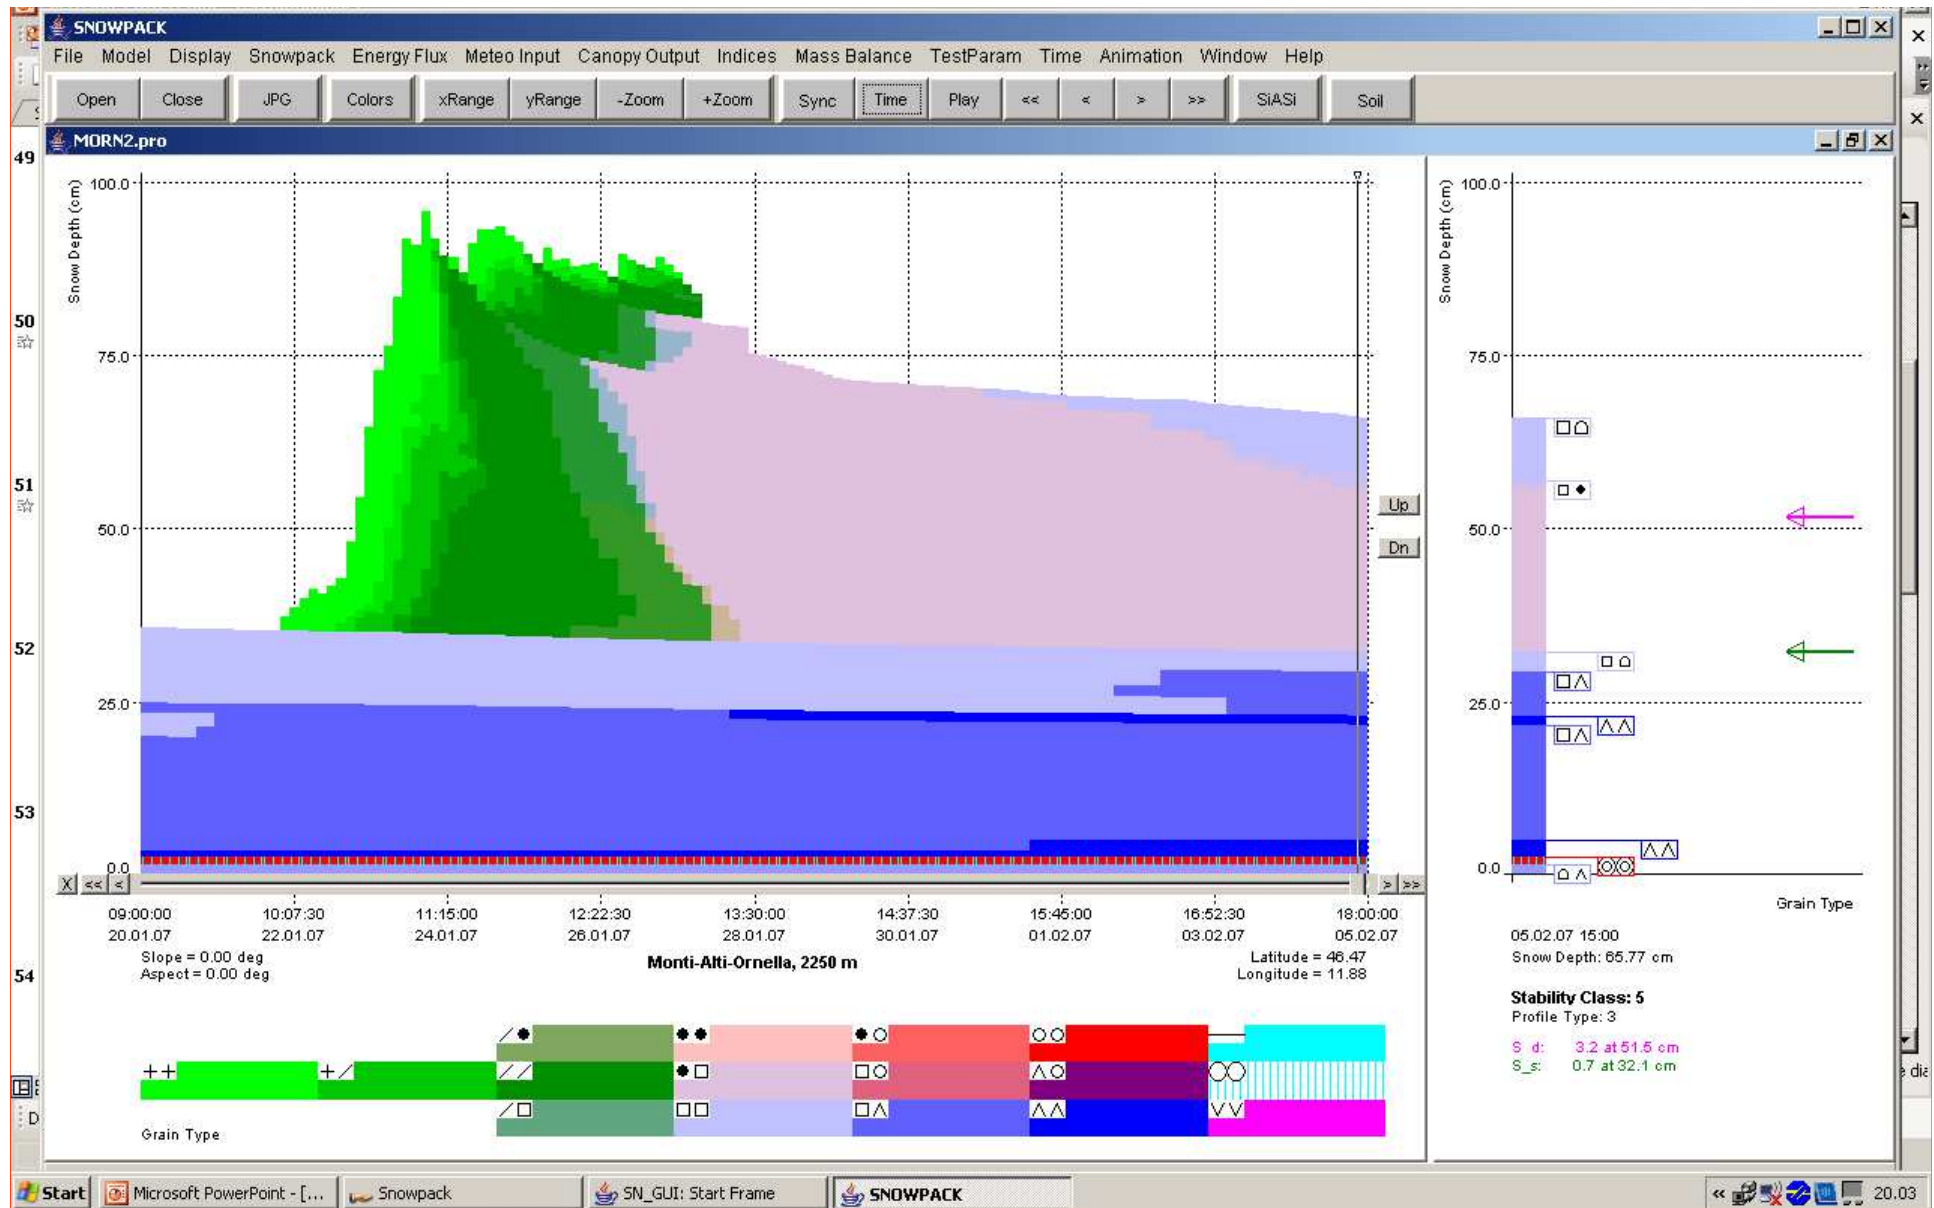 SNOWPACK
File Model Display Snowpack Energy Flux Meteo Input Canopy Output Indices Mass Balance TestParam Time Animation Window Help
Open Close JPG Colors xRange yRange -Zoom +Zoom Sync Time Play << < > >> SiASi Soil
MORN2.pro
49
50
51
52
53
54
Snow Depth (cm)
100.0
75.0
50.0
25.0
0.0
Up
Dn
X << < > >>
09:00:00 10:07:30 11:15:00 12:22:30 13:30:00 14:37:30 15:45:00 16:52:30 18:00:00
20.01.07 22.01.07 24.01.07 26.01.07 28.01.07 30.01.07 01.02.07 03.02.07 05.02.07
Slope = 0.00 deg
Aspect = 0.00 deg
Monti-Alti-Ornella, 2250 m
Latitude = 46.47
Longitude = 11.88
Grain Type
Snow Depth (cm)
100.0
75.0
50.0
25.0
0.0
Grain Type
05.02.07 15:00
Snow Depth: 65.77 cm
Stability Class: 5
Profile Type: 3
S_d: 3.2 at 51.5 cm
S_s: 0.7 at 32.1 cm
e dia
D
Start Microsoft PowerPoint - [... Snowpack SN_GUI: Start Frame SNOWPACK « 20.03